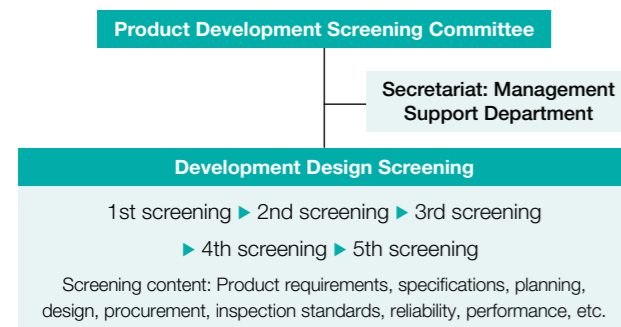 Product Development Screening Committee
Secretariat: Management
Support Department
Development Design Screening
1st screening ▶ 2nd screening ▶ 3rd screening
▶ 4th screening ▶ 5th screening
Screening content: Product requirements, specifications, planning,
design, procurement, inspection standards, reliability, performance, etc.